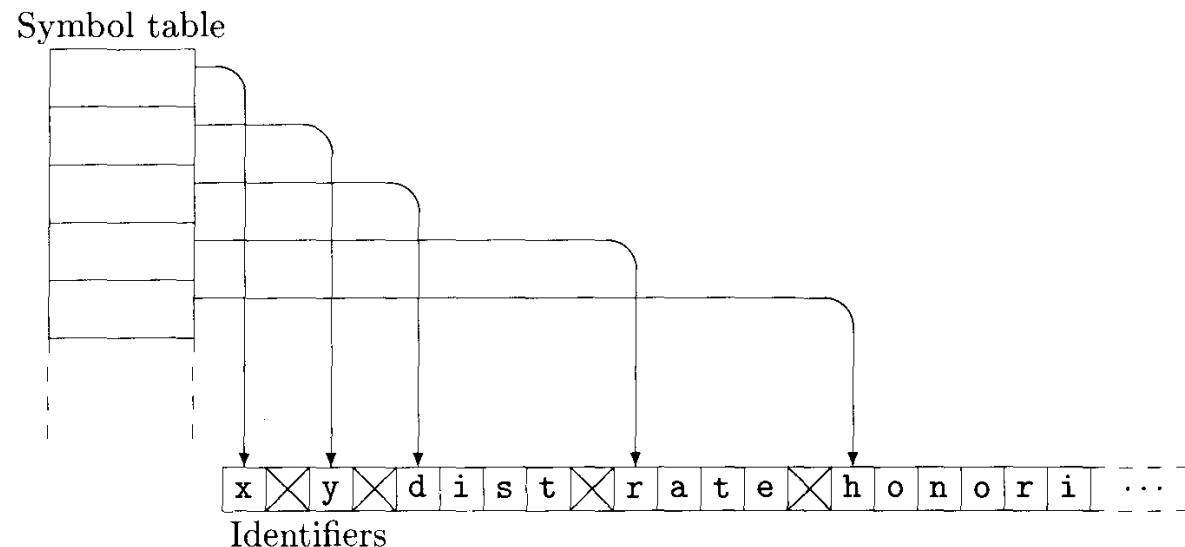 Symbol table
x y d i s t r a t e h o n o r i ...
Identifiers